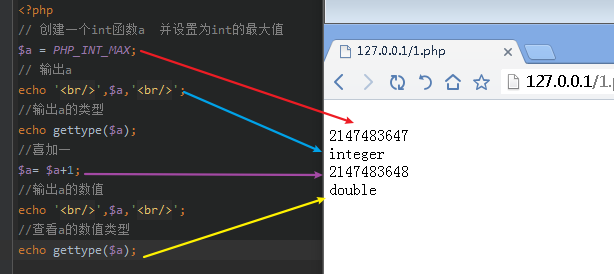 <?php
// 创建一个int函数a  并设置为int的最大值
$a = PHP_INT_MAX;
// 输出a
echo '<br/>',$a,'<br/>';
//输出a的类型
echo gettype($a);
//喜加一
$a= $a+1;
//输出a的数值
echo '<br/>',$a,'<br/>';
//查看a的数值类型
echo gettype($a);
127.0.0.1/1.php
127.0.0.1/1.
2147483647
integer
2147483648
double